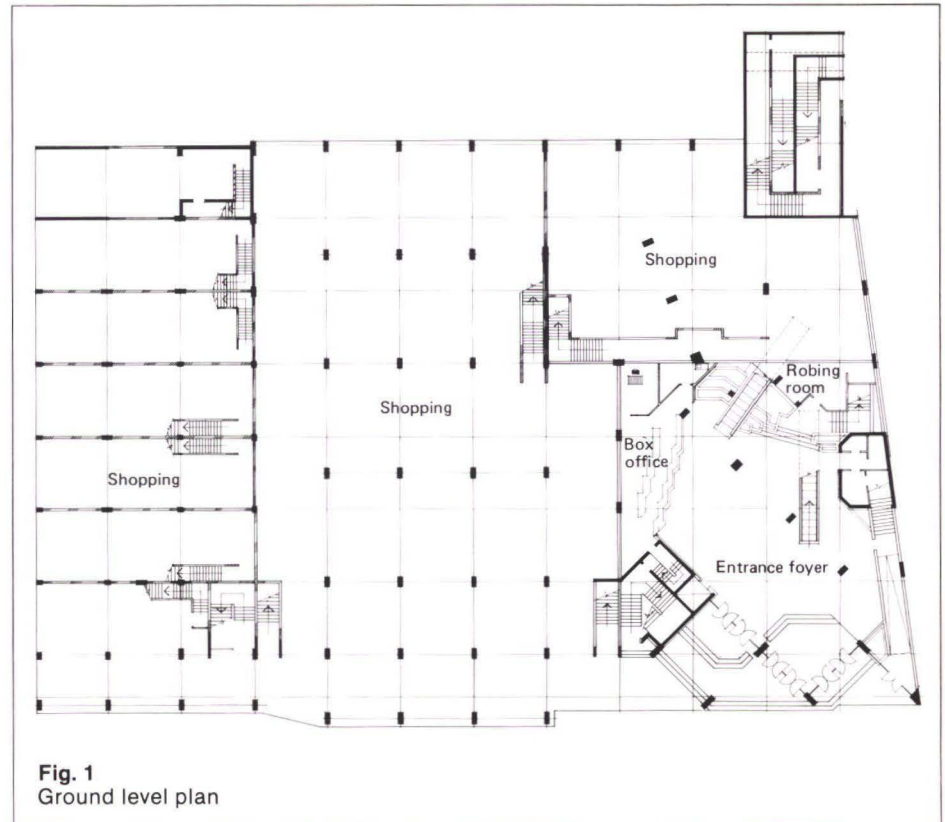 Shopping
Robing
room
Shopping
Box
office
Shopping
Entrance foyer
Fig. 1
Ground level plan